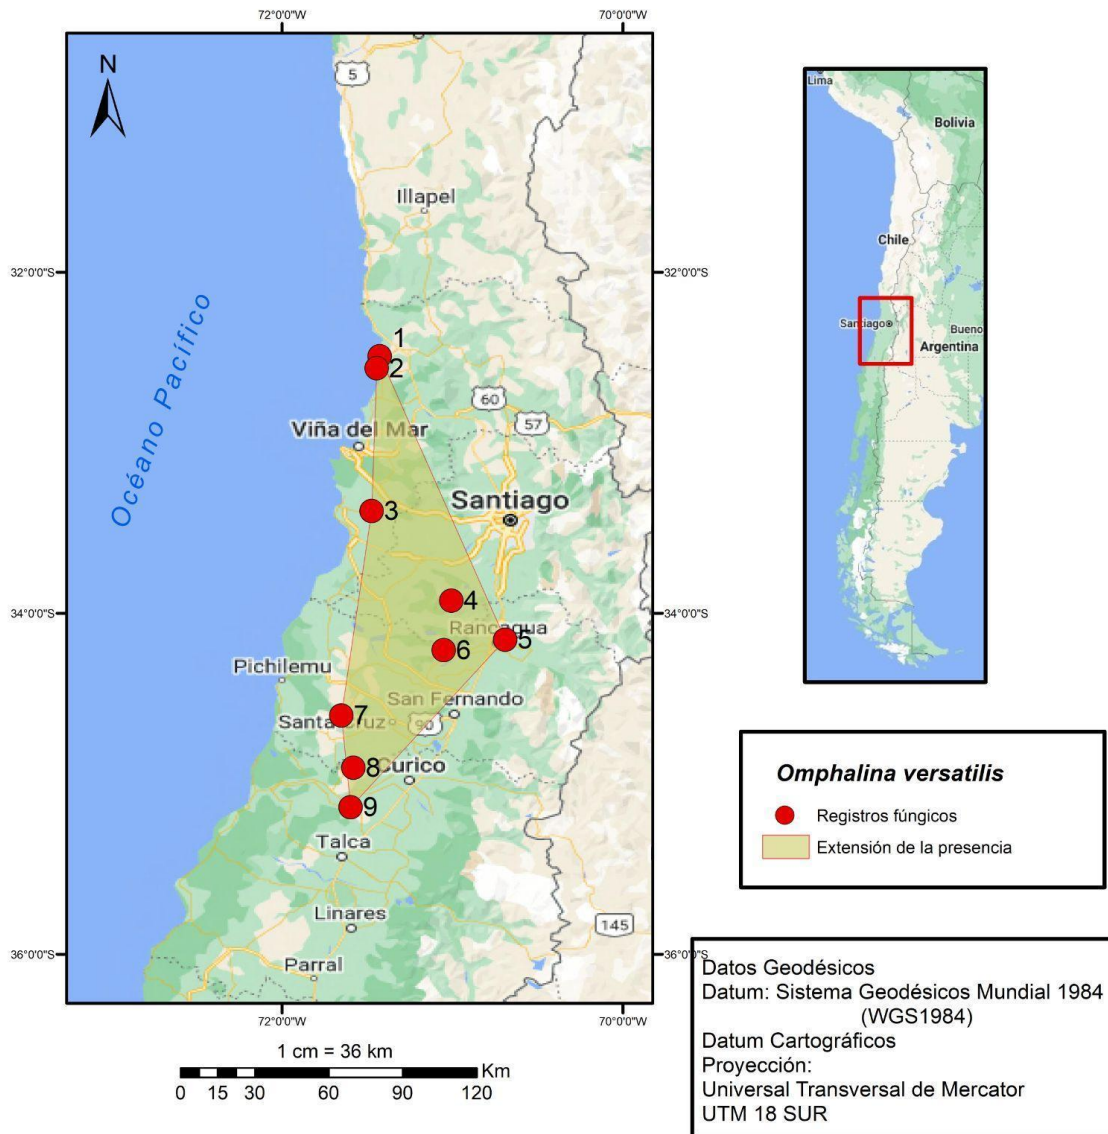 72°0'0"W
70°0'0"W
N
5
Illapel
32°0'0"S
32°0'0"S
Océano Pacífico
1
2
60
57
Viña del Mar
Santiago
3
4
Rancagua
5
6
34°0'0"S
34°0'0"S
Pichilemu
San Fernando
7
Santa Cruz
90
8
Curico
9
Talca
Linares
145
Parral
36°0'0"S
36°0'0"S
72°0'0"W
70°0'0"W
1 cm = 36 km
Km
0 15 30 60 90 120
Lima
Bolivia
Chile
Santiago
Bueno
Argentina
Omphalina versatilis
Registros fúngicos
Extensión de la presencia
Datos Geodésicos
Datum: Sistema Geodésicos Mundial 1984
(WGS1984)
Datum Cartográficos
Proyección:
Universal Transversal de Mercator
UTM 18 SUR